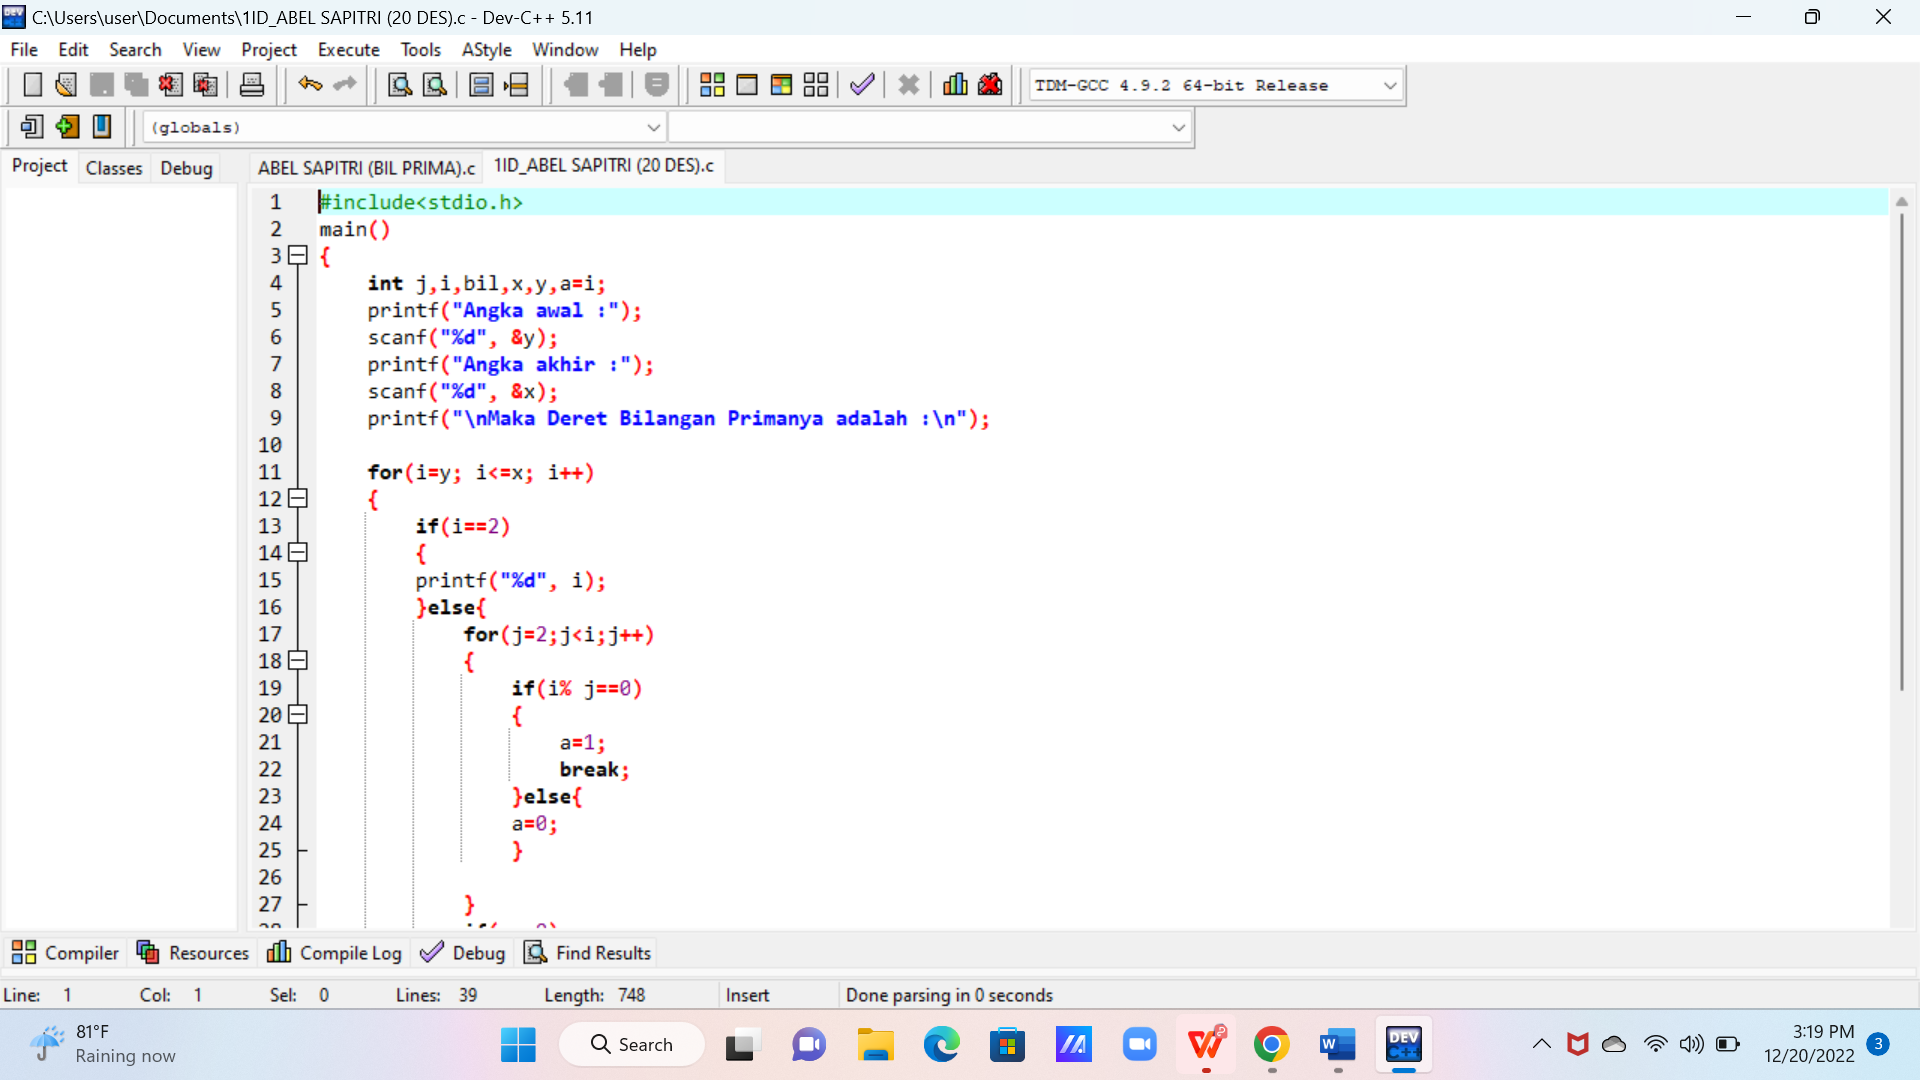 C:\Users\user\Documents\1ID_ABEL SAPITRI (20 DES).c - Dev-C++ 5.11
File Edit Search View Project Execute Tools AStyle Window Help
TDM-GCC 4.9.2 64-bit Release
(globals)
Project Classes Debug ABEL SAPITRI (BIL PRIMA).c 1ID_ABEL SAPITRI (20 DES).c
1 #include<stdio.h>
2 main()
3 {
4 int j,i,bil,x,y,a=i;
5 printf("Angka awal :");
6 scanf("%d", &y);
7 printf("Angka akhir :");
8 scanf("%d", &x);
9 printf("\nMaka Deret Bilangan Primanya adalah :\n");
10
11 for(i=y; i<=x; i++)
12 {
13 if(i==2)
14 {
15 printf("%d", i);
16 }else{
17 for(j=2;j<i;j++)
18 {
19 if(i% j==0)
20 {
21 a=1;
22 break;
23 }else{
24 a=0;
25 }
26
27 }
Compiler Resources Compile Log Debug Find Results
Line: 1 Col: 1 Sel: 0 Lines: 39 Length: 748 Insert Done parsing in 0 seconds
81°F
Raining now
Search
DEV
C++
3:19 PM
12/20/2022
3